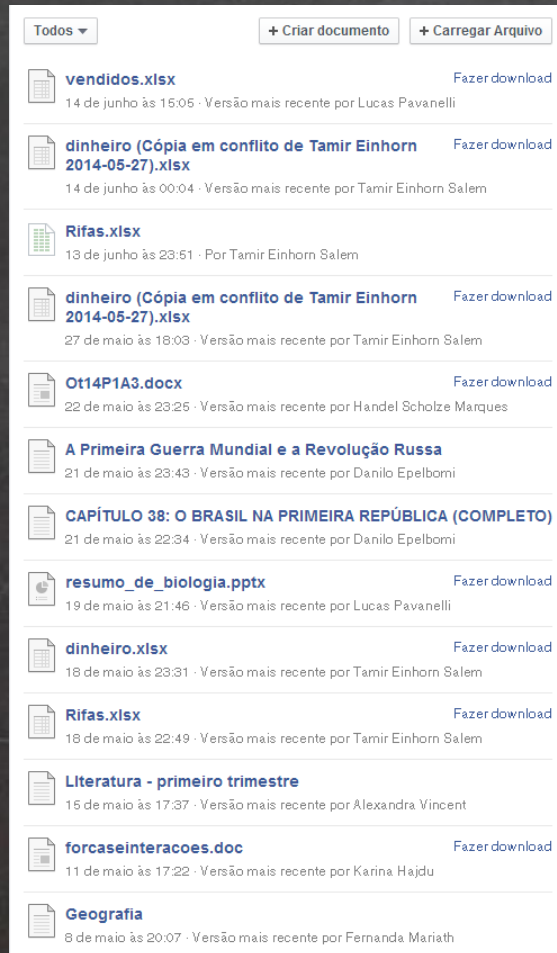 Todos
+ Criar documento
+ Carregar Arquivo
vendidos.xlsx
Fazer download
14 de junho às 15:05 · Versão mais recente por Lucas Pavanelli
dinheiro (Cópia em conflito de Tamir Einhorn
Fazer download
2014-05-27).xlsx
14 de junho às 00:04 · Versão mais recente por Tamir Einhorn Salem
Rifas.xlsx
13 de junho às 23:51 · Por Tamir Einhorn Salem
dinheiro (Cópia em conflito de Tamir Einhorn
Fazer download
2014-05-27).xlsx
27 de maio às 18:03 · Versão mais recente por Tamir Einhorn Salem
Ot14P1A3.docx
Fazer download
22 de maio às 23:25 · Versão mais recente por Handel Scholze Marques
A Primeira Guerra Mundial e a Revolução Russa
21 de maio às 23:43 · Versão mais recente por Danilo Epelbomi
CAPÍTULO 38: O BRASIL NA PRIMEIRA REPÚBLICA (COMPLETO)
21 de maio às 22:34 · Versão mais recente por Danilo Epelbomi
resumo_de_biologia.pptx
Fazer download
19 de maio às 21:46 · Versão mais recente por Lucas Pavanelli
dinheiro.xlsx
Fazer download
18 de maio às 23:31 · Versão mais recente por Tamir Einhorn Salem
Rifas.xlsx
Fazer download
18 de maio às 22:49 · Versão mais recente por Tamir Einhorn Salem
LIteratura - primeiro trimestre
15 de maio às 17:37 · Versão mais recente por Alexandra Vincent
forcaseinteracoes.doc
Fazer download
11 de maio às 17:22 · Versão mais recente por Karina Hajdu
Geografia
8 de maio às 20:07 · Versão mais recente por Fernanda Mariath